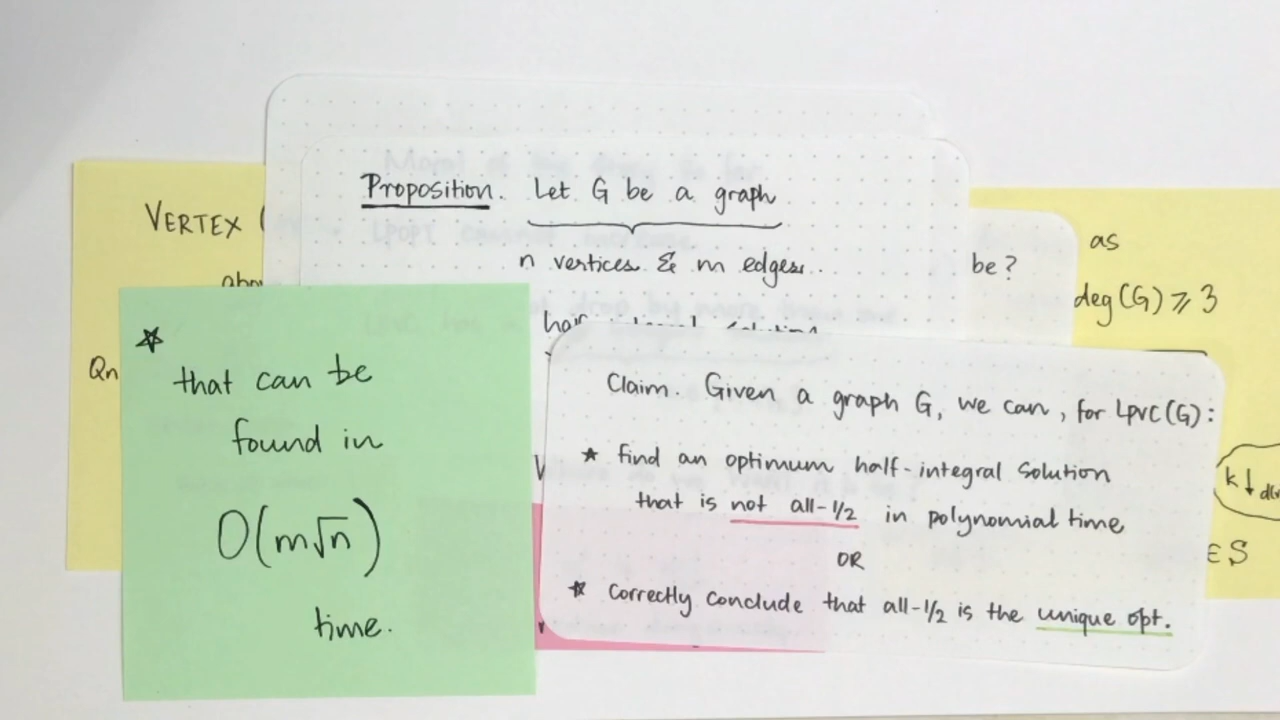 VERTEX (
Proposition. Let G be a graph
n vertices & m edges.
be?
as
deg(G) ⩾ 3
Qn
☆
that can be
found in
O(m√n)
time.
Claim. Given a graph G, we can, for LPVC(G):
★ find an optimum half-integral solution
that is not all-1/2 in polynomial time
OR
☆ correctly conclude that all-1/2 is the unique opt.
k↓
∈ S